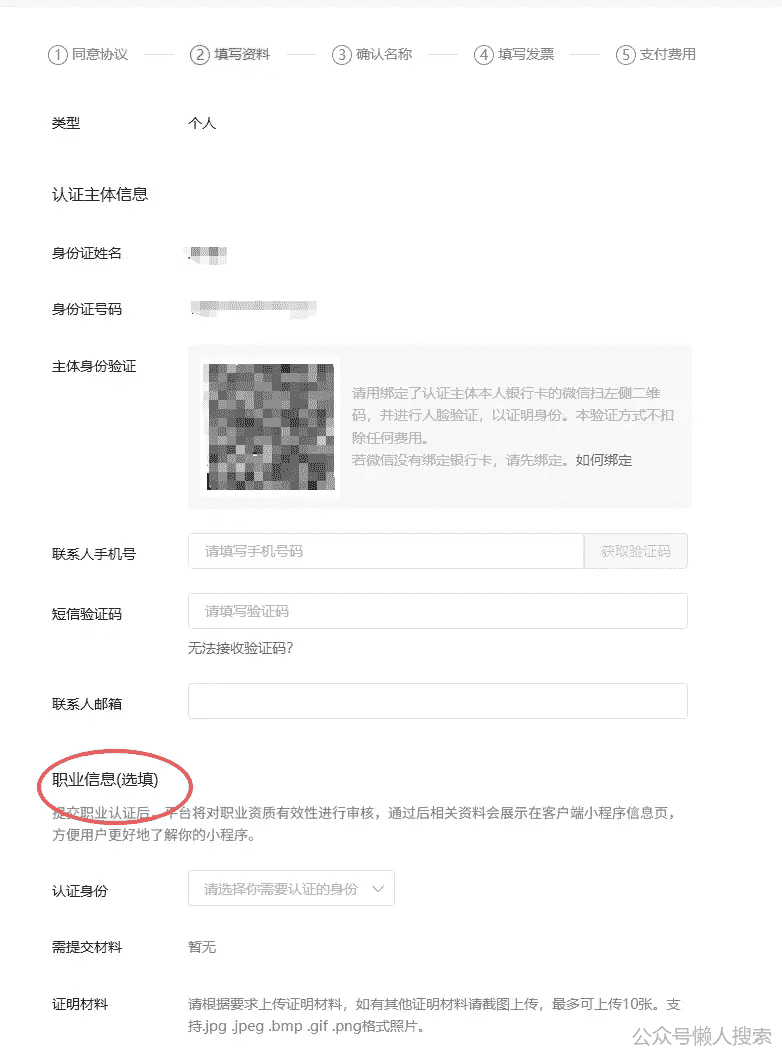 ① 同意协议 ② 填写资料 ③ 确认名称 ④ 填写发票 ⑤ 支付费用
类型 个人
认证主体信息
身份证姓名
身份证号码
主体身份验证
请用绑定了认证主体本人银行卡的微信扫左侧二维
码，并进行人脸验证，以证明身份。本验证方式不扣
除任何费用。
若微信没有绑定银行卡，请先绑定。如何绑定
联系人手机号 请填写手机号码 获取验证码
短信验证码 请填写验证码
无法接收验证码？
联系人邮箱
职业信息(选填)
提交职业认证后，平台将对职业资质有效性进行审核，通过后相关资料会展示在客户端小程序信息页，
方便用户更好地了解你的小程序。
认证身份 请选择你需要认证的身份
需提交材料 暂无
证明材料 请根据要求上传证明材料，如有其他证明材料请截图上传，最多可上传10张。支
持.jpg .jpeg .bmp .gif .png格式照片。
公众号懒人搜索